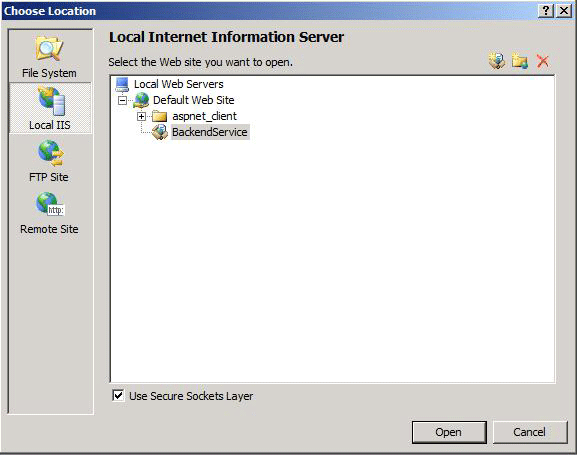 Choose Location
File System
Local IIS
FTP Site
http:
Remote Site
Local Internet Information Server
Select the Web site you want to open.
Local Web Servers
Default Web Site
aspnet_client
BackendService
Use Secure Sockets Layer
Open
Cancel